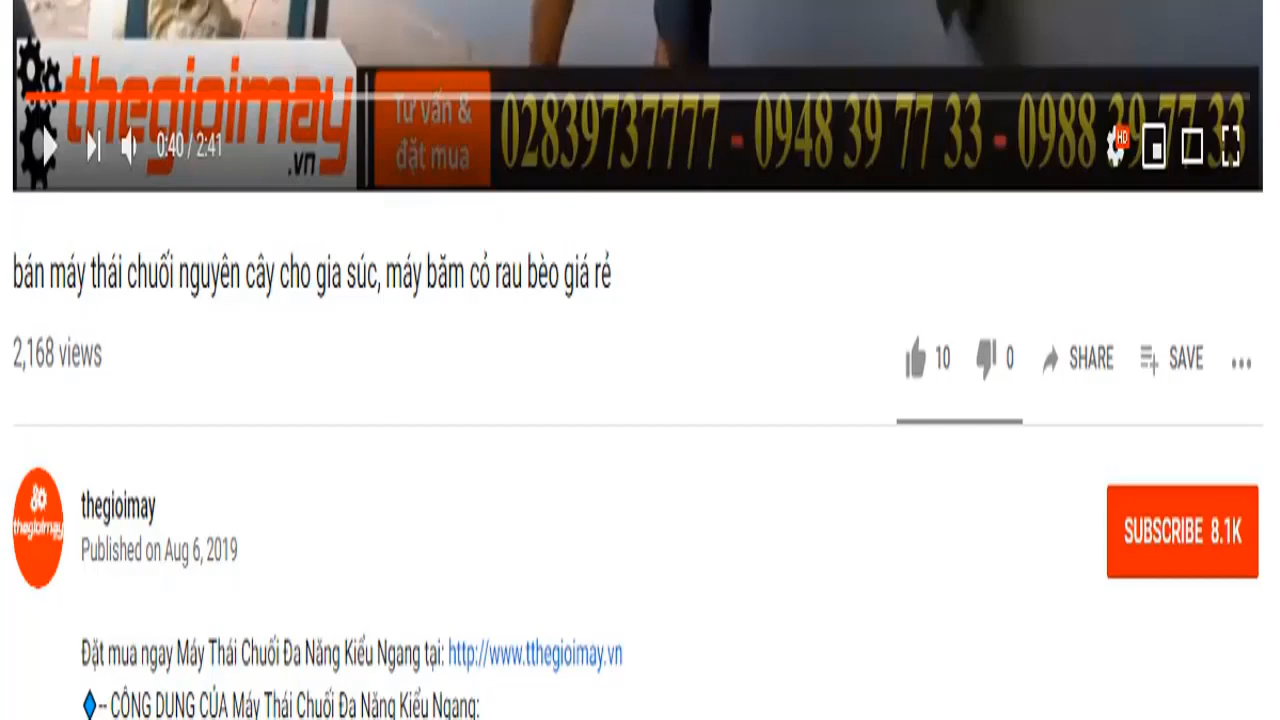 thegioimay
.vn
Tư vấn &
đặt mua
02839737777 - 0948 39 77 33 - 0988 39 77 33
0:40 / 2:41
HD
bán máy thái chuối nguyên cây cho gia súc, máy băm cỏ rau bèo giá rẻ
2,168 views
10 0 SHARE SAVE
thegioimay
thegioimay
Published on Aug 6, 2019
SUBSCRIBE 8.1K
Đặt mua ngay Máy Thái Chuối Đa Năng Kiểu Ngang tại: http://www.tthegioimay.vn
-- CÔNG DỤNG CỦA Máy Thái Chuối Đa Năng Kiểu Ngang: